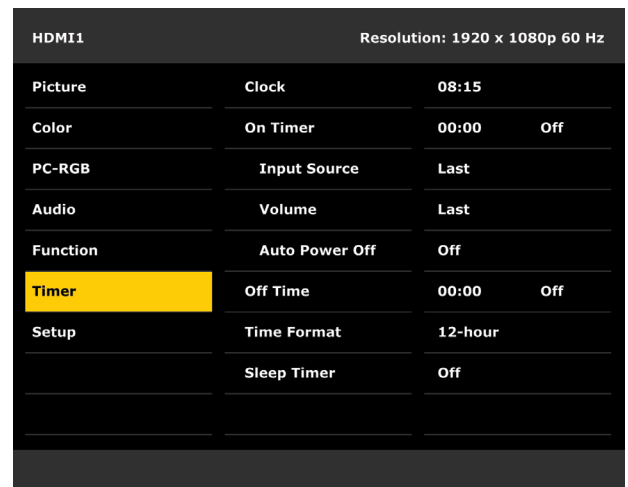 HDMI1 Resolution: 1920 x 1080p 60 Hz
Picture Clock 08:15
Color On Timer 00:00 Off
PC-RGB Input Source Last
Audio Volume Last
Function Auto Power Off Off
Timer Off Time 00:00 Off
Setup Time Format 12-hour
Sleep Timer Off